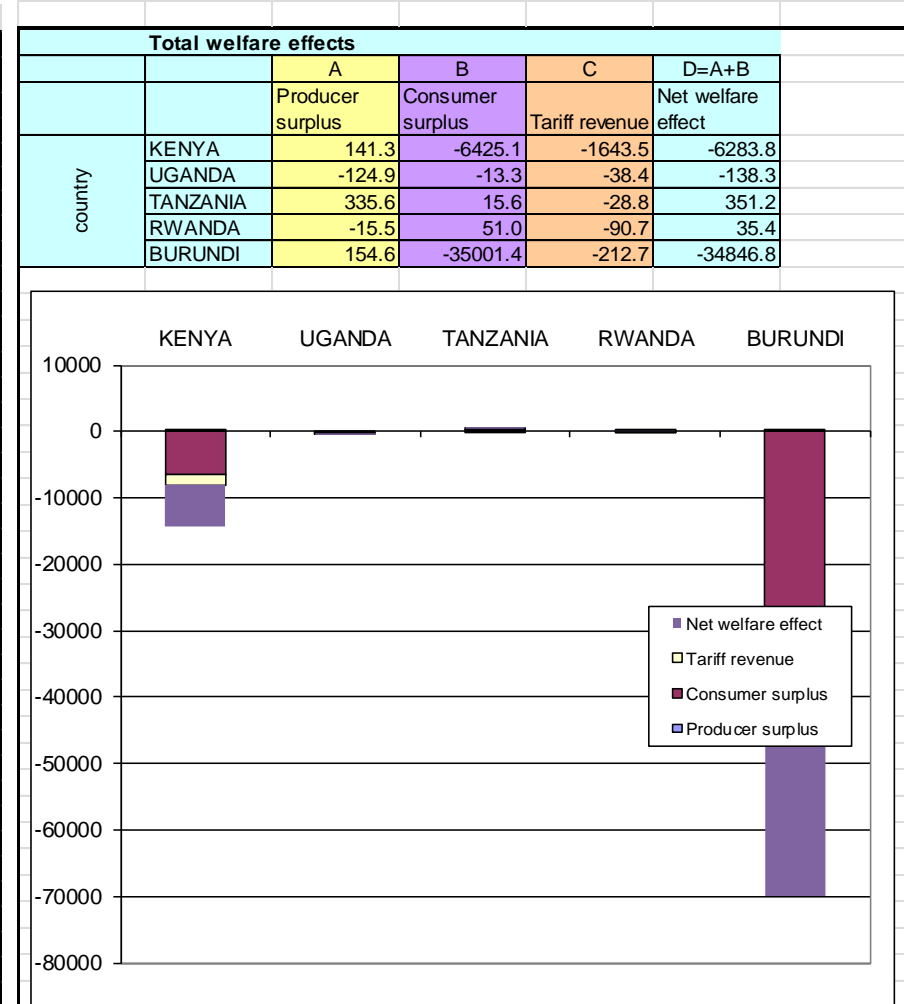 Total welfare effects
A B C D=A+B
Producer surplus Consumer surplus Tariff revenue Net welfare effect
country
KENYA 141.3 -6425.1 -1643.5 -6283.8
UGANDA -124.9 -13.3 -38.4 -138.3
TANZANIA 335.6 15.6 -28.8 351.2
RWANDA -15.5 51.0 -90.7 35.4
BURUNDI 154.6 -35001.4 -212.7 -34846.8
KENYA UGANDA TANZANIA RWANDA BURUNDI
10000
0
-10000
-20000
-30000
-40000
-50000
-60000
-70000
-80000
Net welfare effect
Tariff revenue
Consumer surplus
Producer surplus